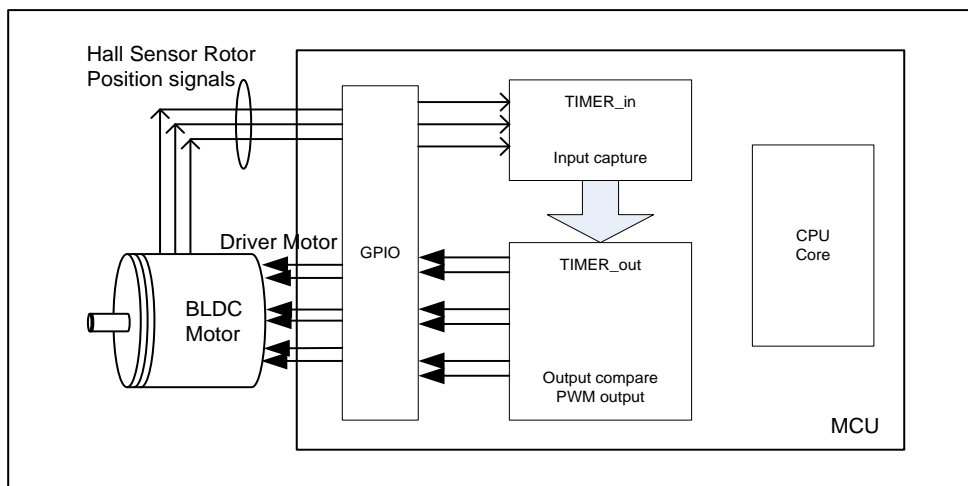 Hall Sensor Rotor
Position signals
TIMER_in
Input capture
Driver Motor
GPIO
TIMER_out
CPU
Core
BLDC
Motor
Output compare
PWM output
MCU